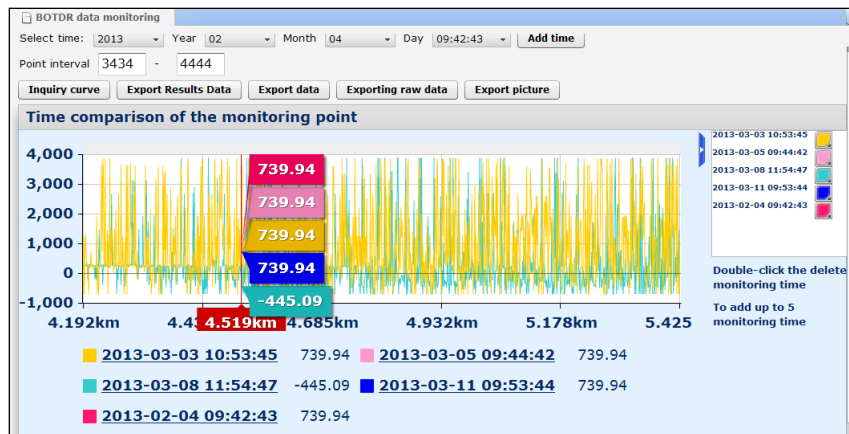 BOTDR data monitoring
Select time: 2013 Year 02 Month 04 Day 09:42:43 Add time
Point interval 3434 - 4444
Inquiry curve Export Results Data Export data Exporting raw data Export picture
Time comparison of the monitoring point
2013-03-03 10:53:45
2013-03-05 09:44:42
2013-03-08 11:54:47
2013-03-11 09:53:44
2013-02-04 09:42:43
4,000
3,000
2,000
1,000
0
-1,000
739.94
739.94
739.94
739.94
-445.09
4.192km 4.43 4.519km 4.685km 4.932km 5.178km 5.425
Double-click the delete
monitoring time
To add up to 5
monitoring time
2013-03-03 10:53:45 739.94 2013-03-05 09:44:42 739.94
2013-03-08 11:54:47 -445.09 2013-03-11 09:53:44 739.94
2013-02-04 09:42:43 739.94